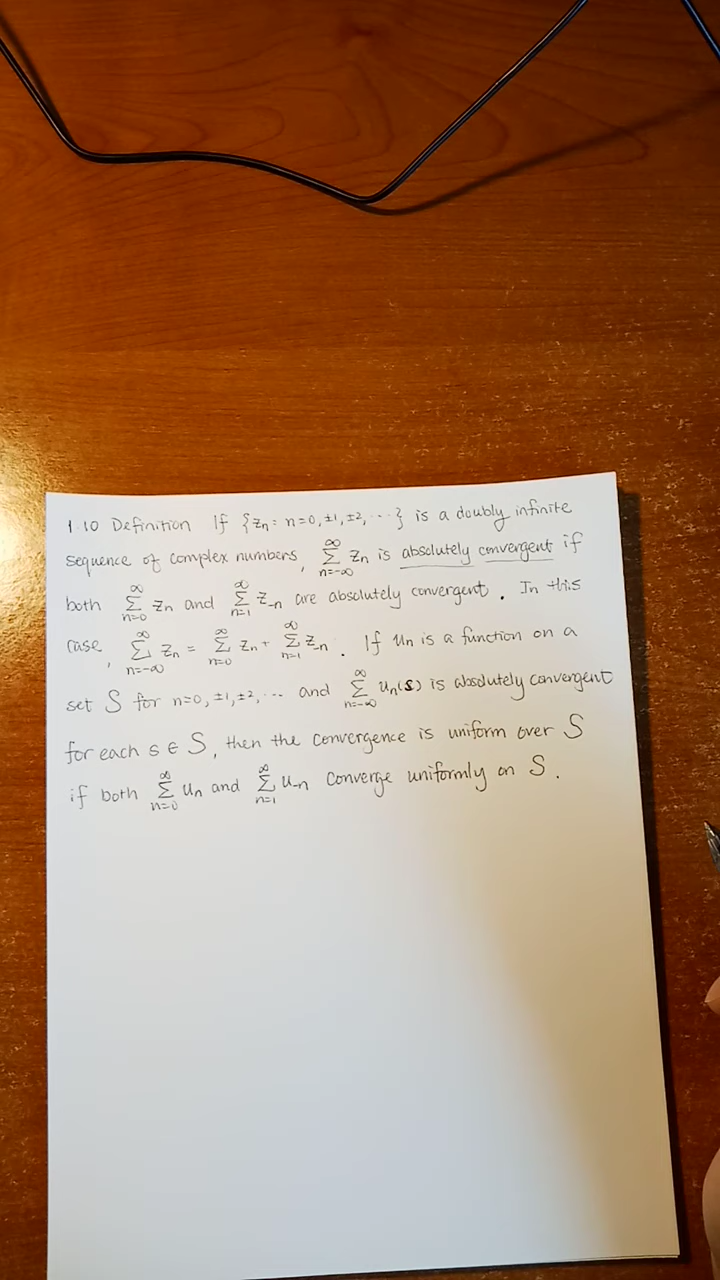 1.10 Definition If {zₙ : n=0, ±1, ±2, ⋯} is a doubly infinite
sequence of complex numbers, ∑_{n=-∞}^{∞} zₙ is absolutely convergent if
both ∑_{n=0}^{∞} zₙ and ∑_{n=1}^{∞} z₋ₙ are absolutely convergent. In this
case, ∑_{n=-∞}^{∞} zₙ = ∑_{n=0}^{∞} zₙ + ∑_{n=1}^{∞} z₋ₙ. If uₙ is a function on a
set S for n=0, ±1, ±2, ⋯ and ∑_{n=-∞}^{∞} uₙ(s) is absolutely convergent
for each s ∈ S, then the convergence is uniform over S
if both ∑_{n=0}^{∞} uₙ and ∑_{n=1}^{∞} u₋ₙ converge uniformly on S.